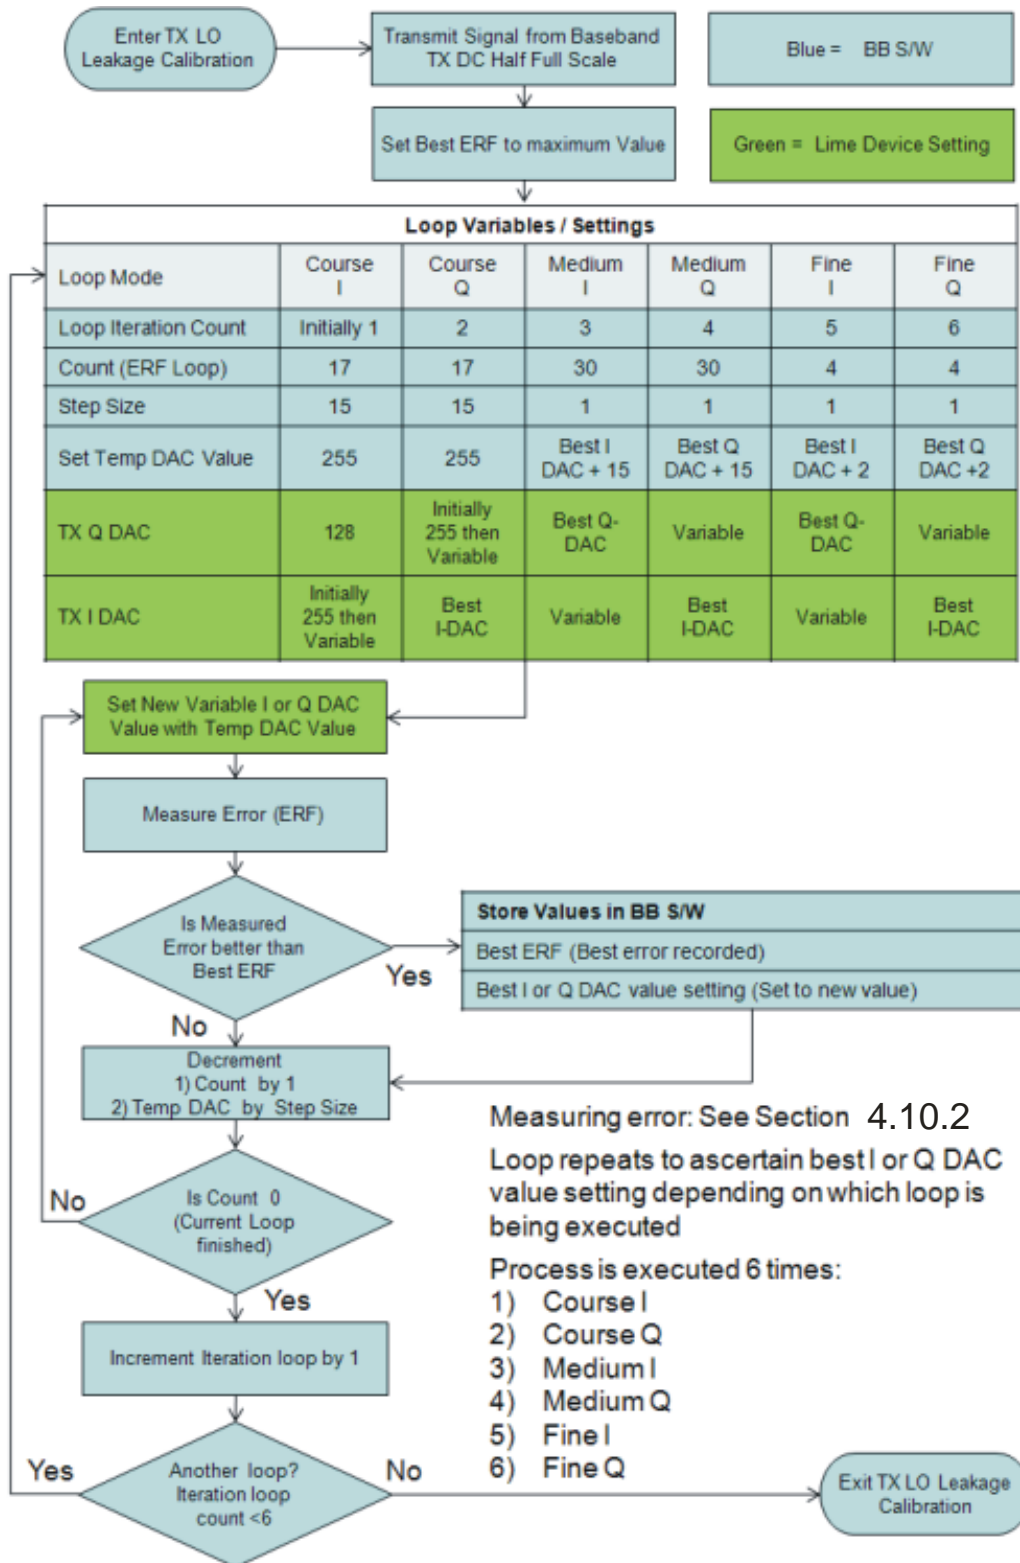 Enter TX LO
Leakage Calibration
Transmit Signal from Baseband
TX DC Half Full Scale
Blue = BB S/W
Set Best ERF to maximum Value
Green = Lime Device Setting
Loop Variables / Settings
Loop Mode
Course
I
Course
Q
Medium
I
Medium
Q
Fine
I
Fine
Q
Loop Iteration Count
Initially 1
2
3
4
5
6
Count (ERF Loop)
17
17
30
30
4
4
Step Size
15
15
1
1
1
1
Set Temp DAC Value
255
255
Best I
DAC + 15
Best Q
DAC + 15
Best I
DAC + 2
Best Q
DAC +2
TX Q DAC
128
Initially
255 then
Variable
Best Q-
DAC
Variable
Best Q-
DAC
Variable
TX I DAC
Initially
255 then
Variable
Best
I-DAC
Variable
Best
I-DAC
Variable
Best
I-DAC
Set New Variable I or Q DAC
Value with Temp DAC Value
Measure Error (ERF)
Is Measured
Error better than
Best ERF
Yes
No
Store Values in BB S/W
Best ERF (Best error recorded)
Best I or Q DAC value setting (Set to new value)
Decrement
1) Count by 1
2) Temp DAC by Step Size
No
Is Count 0
(Current Loop
finished)
Yes
Increment Iteration loop by 1
Yes
Another loop?
Iteration loop
count <6
No
Measuring error: See Section 4.10.2
Loop repeats to ascertain best I or Q DAC
value setting depending on which loop is
being executed
Process is executed 6 times:
1) Course I
2) Course Q
3) Medium I
4) Medium Q
5) Fine I
6) Fine Q
Exit TX LO Leakage
Calibration